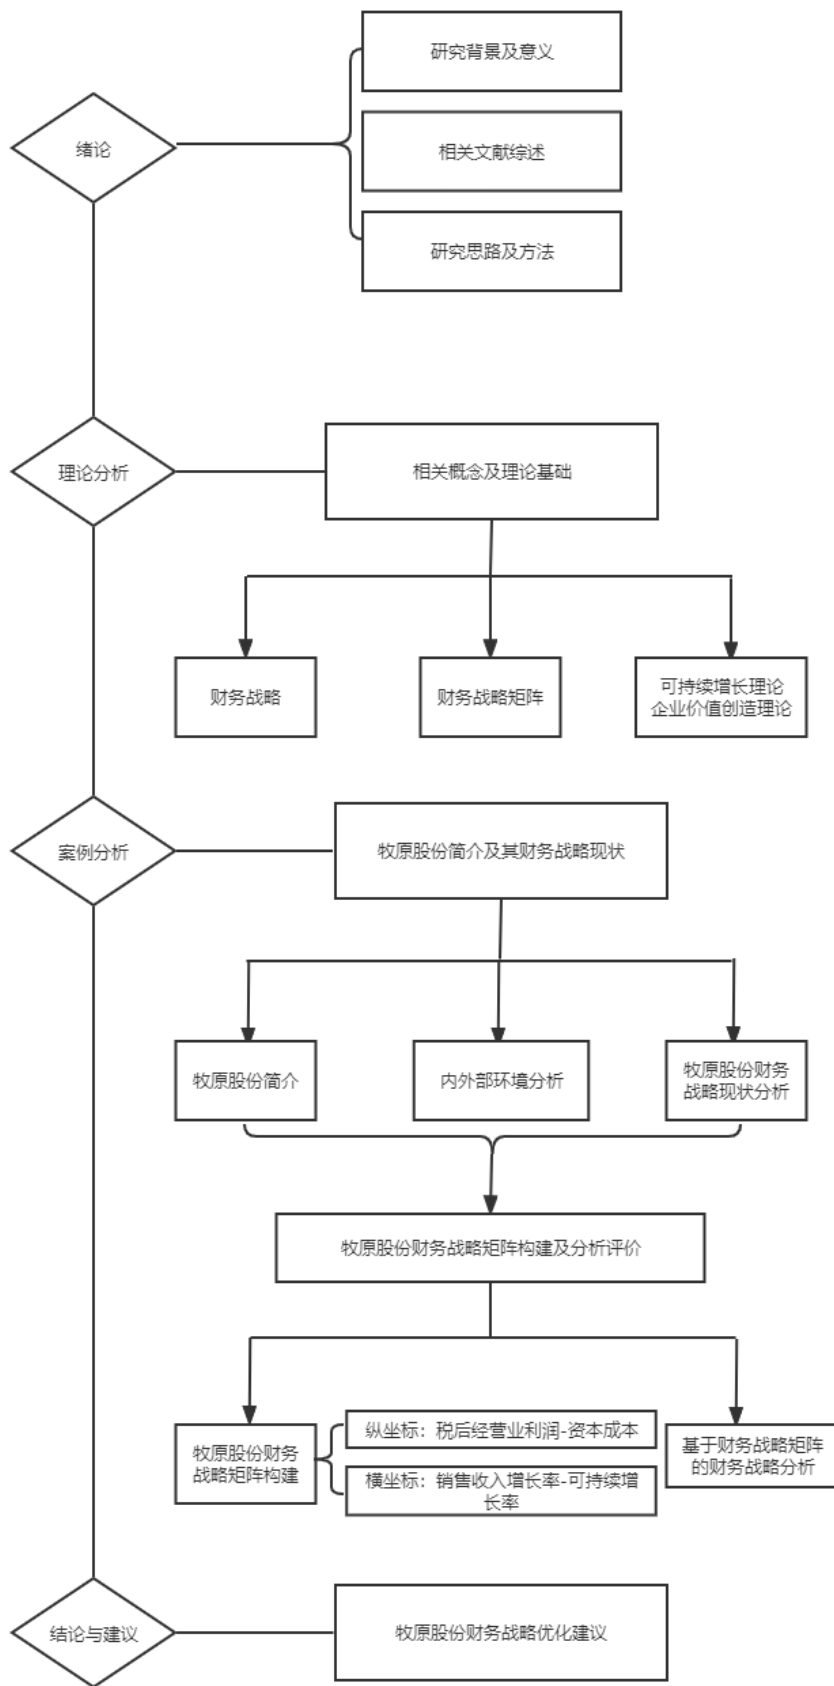 研究背景及意义
绪论
相关文献综述
研究思路及方法
理论分析
相关概念及理论基础
财务战略
财务战略矩阵
可持续增长理论
企业价值创造理论
案例分析
牧原股份简介及其财务战略现状
牧原股份简介
内外部环境分析
牧原股份财务
战略现状分析
牧原股份财务战略矩阵构建及分析评价
牧原股份财务
战略矩阵构建
纵坐标：税后经营业利润-资本成本
横坐标：销售收入增长率-可持续增
长率
基于财务战略矩阵
的财务战略分析
结论与建议
牧原股份财务战略优化建议